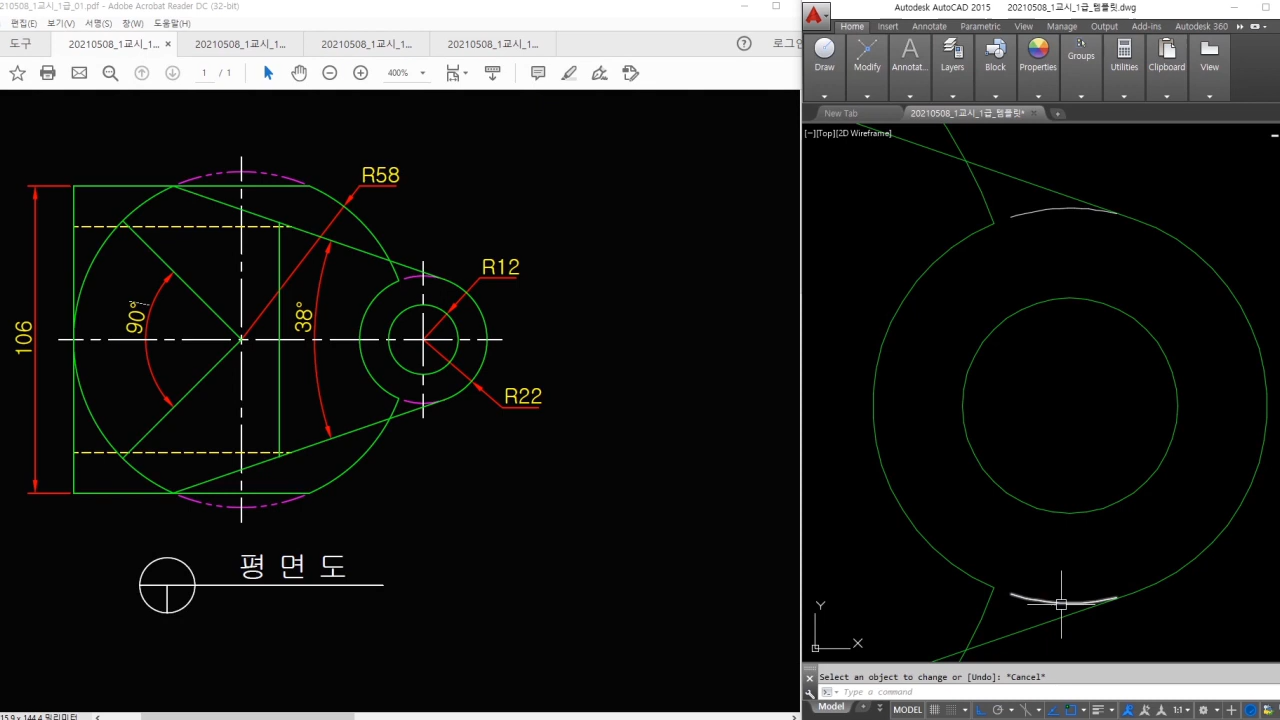 20210508_1교시_1급_01.pdf - Adobe Acrobat Reader DC (32-bit)
편집(E) 보기(V) 서명(S) 창(W) 도움말(H)
도구 20210508_1교시_1... × 20210508_1교시_1... 20210508_1교시_1... 20210508_1교시_1... 로그인
1 / 1 400%
R58
R12
90°
38°
106
R22
평 면 도
15.9 x 144.4 밀리미터
Autodesk AutoCAD 2015 20210508_1교시_1급_템플릿.dwg
Home Insert Annotate Parametric View Manage Output Add-ins Autodesk 360
Draw Modify Annotat... Layers Block Properties Groups Utilities Clipboard View
New Tab 20210508_1교시_1급_템플릿*
[−][Top][2D Wireframe]
Y
X
Select an object to change or [Undo]: *Cancel*
Type a command
Model MODEL 1:1